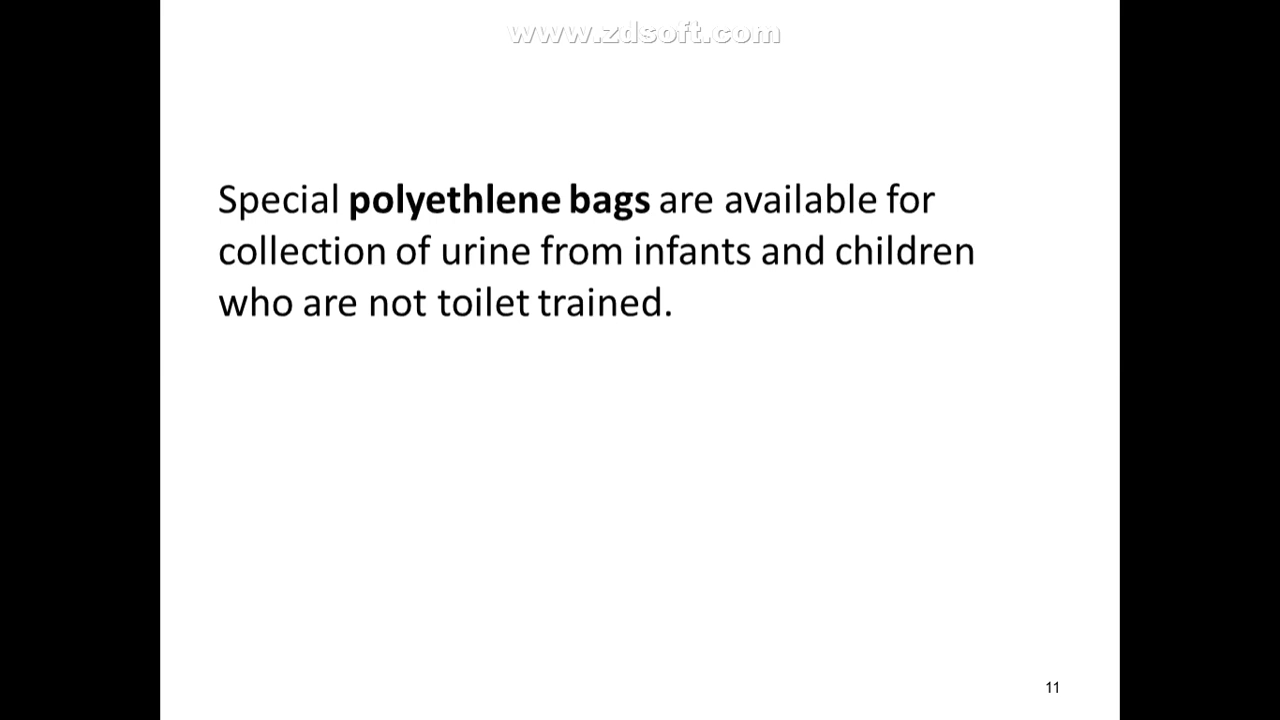 www.zdsoft.com
Special polyethlene bags are available for
collection of urine from infants and children
who are not toilet trained.
11